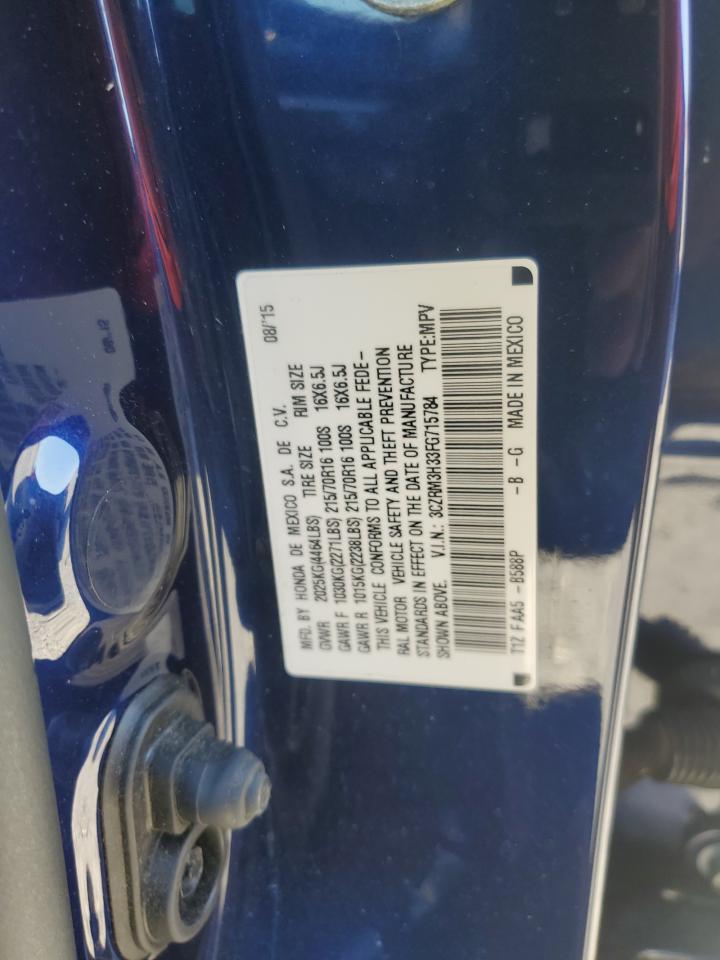 MFD. BY HONDA DE MEXICO S.A. DE C.V. 08/'15
GVWR 2025KG(4464LBS) TIRE SIZE RIM SIZE
GAWR F 1030KG(2271LBS) 215/70R16 100S 16X6.5J
GAWR R 1015KG(2238LBS) 215/70R16 100S 16X6.5J
THIS VEHICLE CONFORMS TO ALL APPLICABLE FEDE-
RAL MOTOR VEHICLE SAFETY AND THEFT PREVENTION
STANDARDS IN EFFECT ON THE DATE OF MANUFACTURE
SHOWN ABOVE. V.I.N.: 3CZRM3H33FG715784 TYPE:MPV
T1Z F AA5 -B588P -B -G MADE IN MEXICO